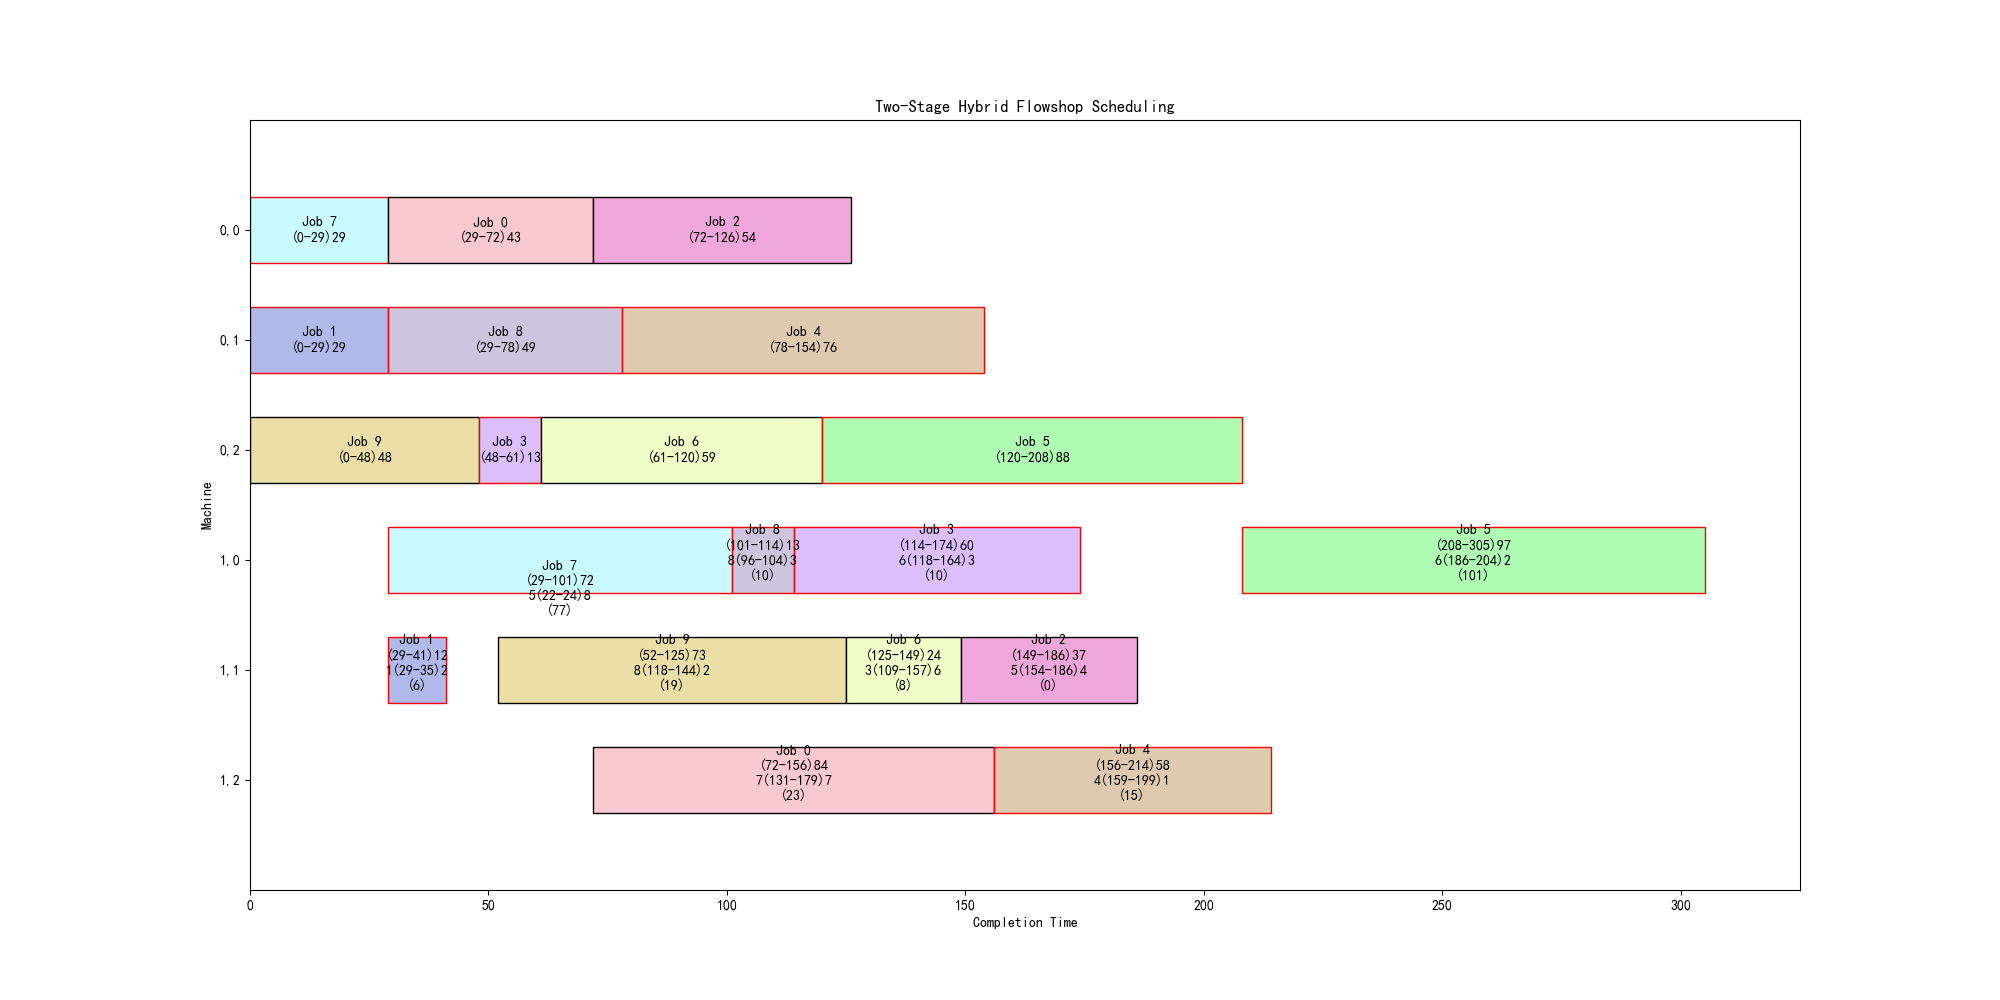 Two-Stage Hybrid Flowshop Scheduling
Machine
0,0
Job 7
(0-29)29
Job 0
(29-72)43
Job 2
(72-126)54
0,1
Job 1
(0-29)29
Job 8
(29-78)49
Job 4
(78-154)76
0,2
Job 9
(0-48)48
Job 3
(48-61)13
Job 6
(61-120)59
Job 5
(120-208)88
1,0
Job 7
(29-101)72
5(22-24)8
(77)
Job 8
(101-114)13
8(96-104)3
(10)
Job 3
(114-174)60
6(118-164)3
(10)
Job 5
(208-305)97
6(186-204)2
(101)
1,1
Job 1
(29-41)12
1(29-35)2
(6)
Job 9
(52-125)73
8(118-144)2
(19)
Job 6
(125-149)24
3(109-157)6
(8)
Job 2
(149-186)37
5(154-186)4
(0)
1,2
Job 0
(72-156)84
7(131-179)7
(23)
Job 4
(156-214)58
4(159-199)1
(15)
0 50 100 150 200 250 300
Completion Time